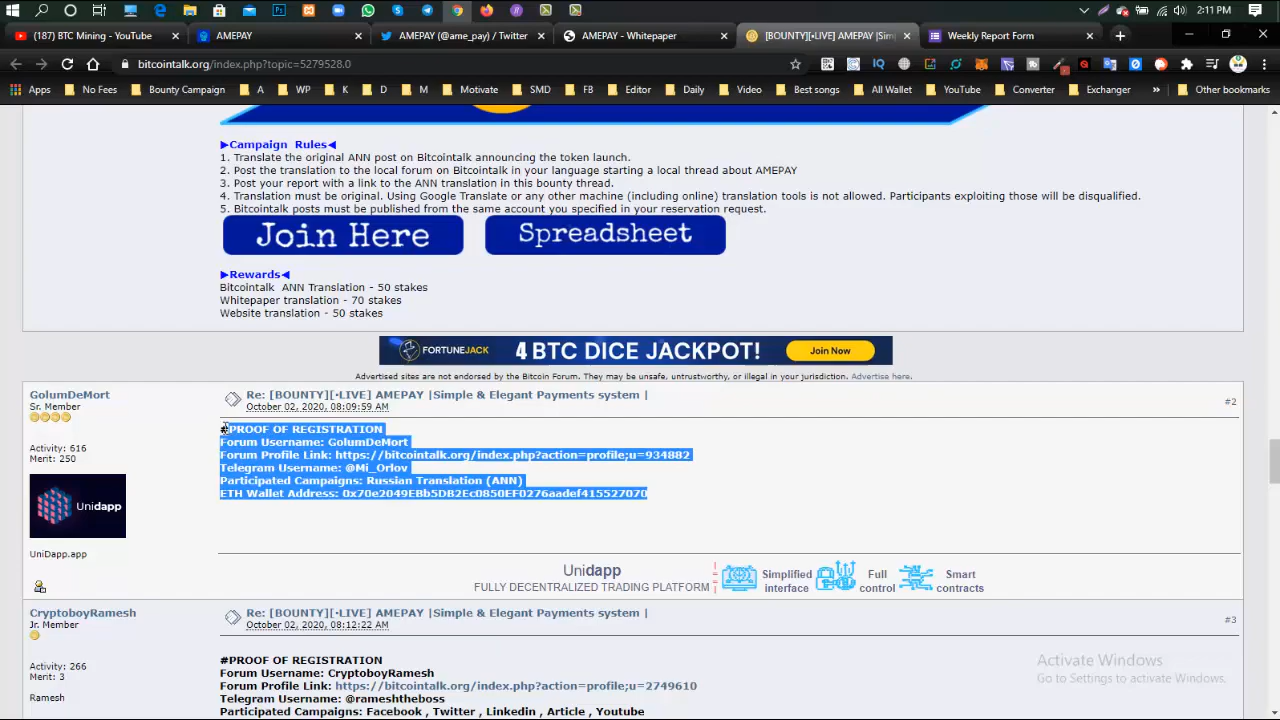 2:11 PM
(187) BTC Mining - YouTube
AMEPAY
AMEPAY (@ame_pay) / Twitter
AMEPAY - Whitepaper
[BOUNTY][•LIVE] AMEPAY |Sim
Weekly Report Form
bitcointalk.org/index.php?topic=5279528.0
Apps No Fees Bounty Campaign A WP K D M Motivate SMD FB Editor Daily Video Best songs All Wallet YouTube Converter Exchanger » Other bookmarks
▶Campaign Rules◀
1. Translate the original ANN post on Bitcointalk announcing the token launch.
2. Post the translation to the local forum on Bitcointalk in your language starting a local thread about AMEPAY
3. Post your report with a link to the ANN translation in this bounty thread.
4. Translation must be original. Using Google Translate or any other machine (including online) translation tools is not allowed. Participants exploiting those will be disqualified.
5. Bitcointalk posts must be published from the same account you specified in your reservation request.
Join Here Spreadsheet
▶Rewards◀
Bitcointalk ANN Translation - 50 stakes
Whitepaper translation - 70 stakes
Website translation - 50 stakes
FORTUNEJACK 4 BTC DICE JACKPOT! Join Now
Advertised sites are not endorsed by the Bitcoin Forum. They may be unsafe, untrustworthy, or illegal in your jurisdiction. Advertise here.
GolumDeMort
Sr. Member
Activity: 616
Merit: 250
Unidapp
UniDapp.app
Re: [BOUNTY][•LIVE] AMEPAY |Simple & Elegant Payments system |
October 02, 2020, 08:09:59 AM
#2
#PROOF OF REGISTRATION
Forum Username: GolumDeMort
Forum Profile Link: https://bitcointalk.org/index.php?action=profile;u=934882
Telegram Username: @Mi_Orlov
Participated Campaigns: Russian Translation (ANN)
ETH Wallet Address: 0x70e2049EBb5DB2Ec0850EF0276aadef415527070
Unidapp
FULLY DECENTRALIZED TRADING PLATFORM
Simplified interface
Full control
Smart contracts
CryptoboyRamesh
Jr. Member
Activity: 266
Merit: 3
Ramesh
Re: [BOUNTY][•LIVE] AMEPAY |Simple & Elegant Payments system |
October 02, 2020, 08:12:22 AM
#3
#PROOF OF REGISTRATION
Forum Username: CryptoboyRamesh
Forum Profile Link: https://bitcointalk.org/index.php?action=profile;u=2749610
Telegram Username: @rameshtheboss
Participated Campaigns: Facebook , Twitter , Linkedin , Article , Youtube
Activate Windows
Go to Settings to activate Windows.